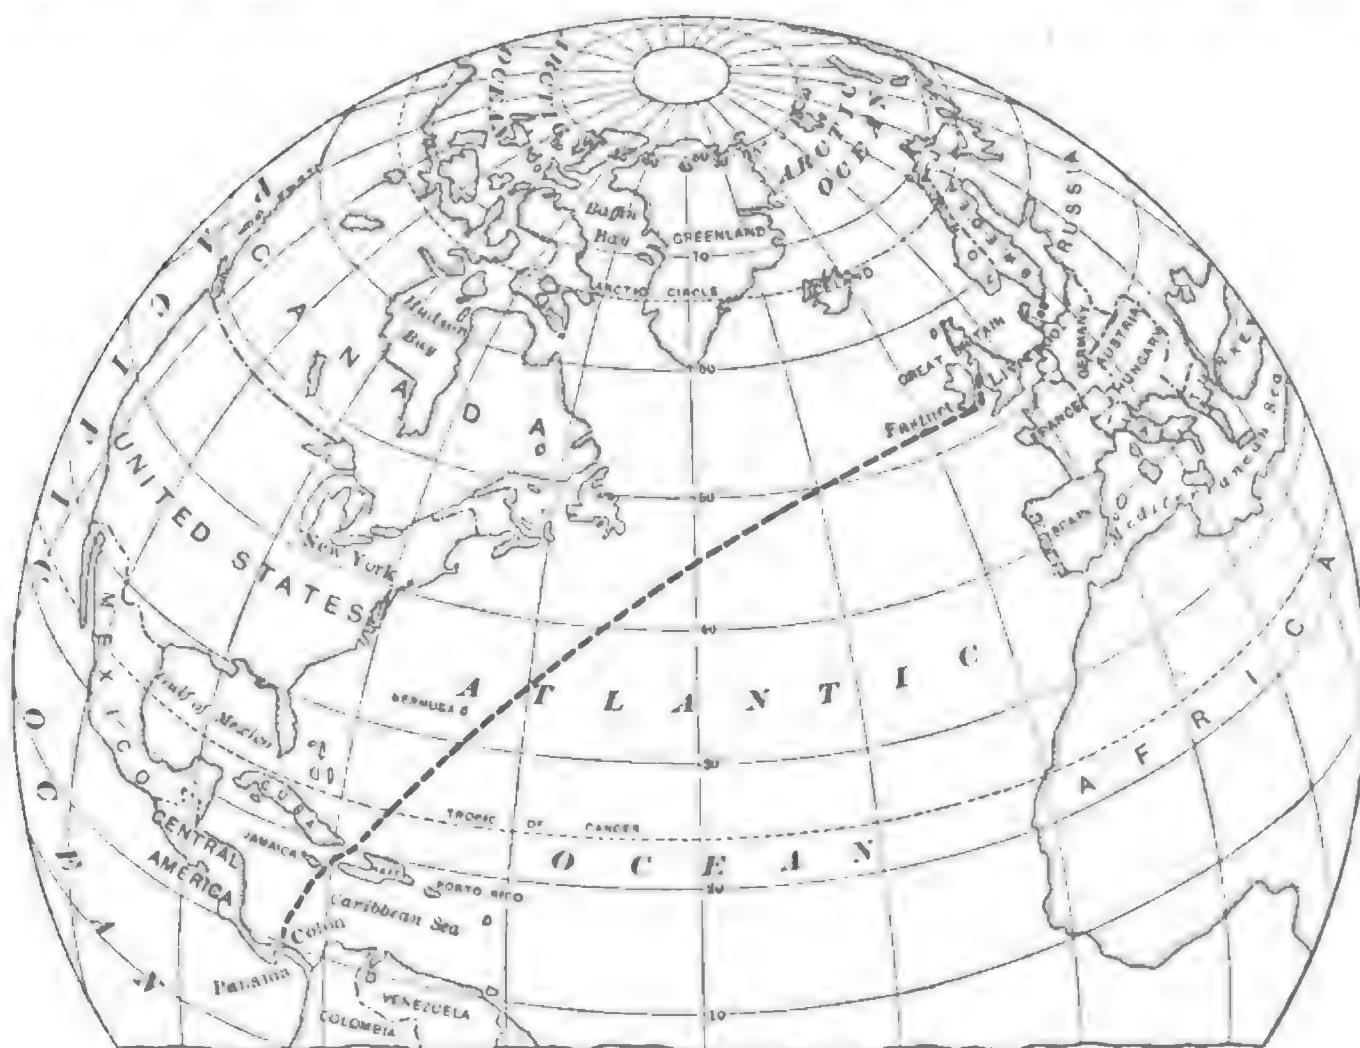 ARCTIC
OCEAN
RUSSIA
Baffin
Bay
GREENLAND
70
ARCTIC CIRCLE
ICELAND
PACIFIC
OCEAN
CANADA
Hudson
Bay
60
GREAT BRITAIN
LIVERPOOL
GERMANY
AUSTRIA
HUNGARY
TURKEY
FRANCE
Fastnet
SPAIN
Mediterranean Sea
50
UNITED STATES
New York
40
MEXICO
Gulf of Mexico
BERMUDA
ATLANTIC
30
AFRICA
CUBA
TROPIC OF CANCER
CENTRAL
AMERICA
JAMAICA
OCEAN
20
PORTO RICO
Caribbean Sea
Colon
Panama
VENEZUELA
COLOMBIA
10